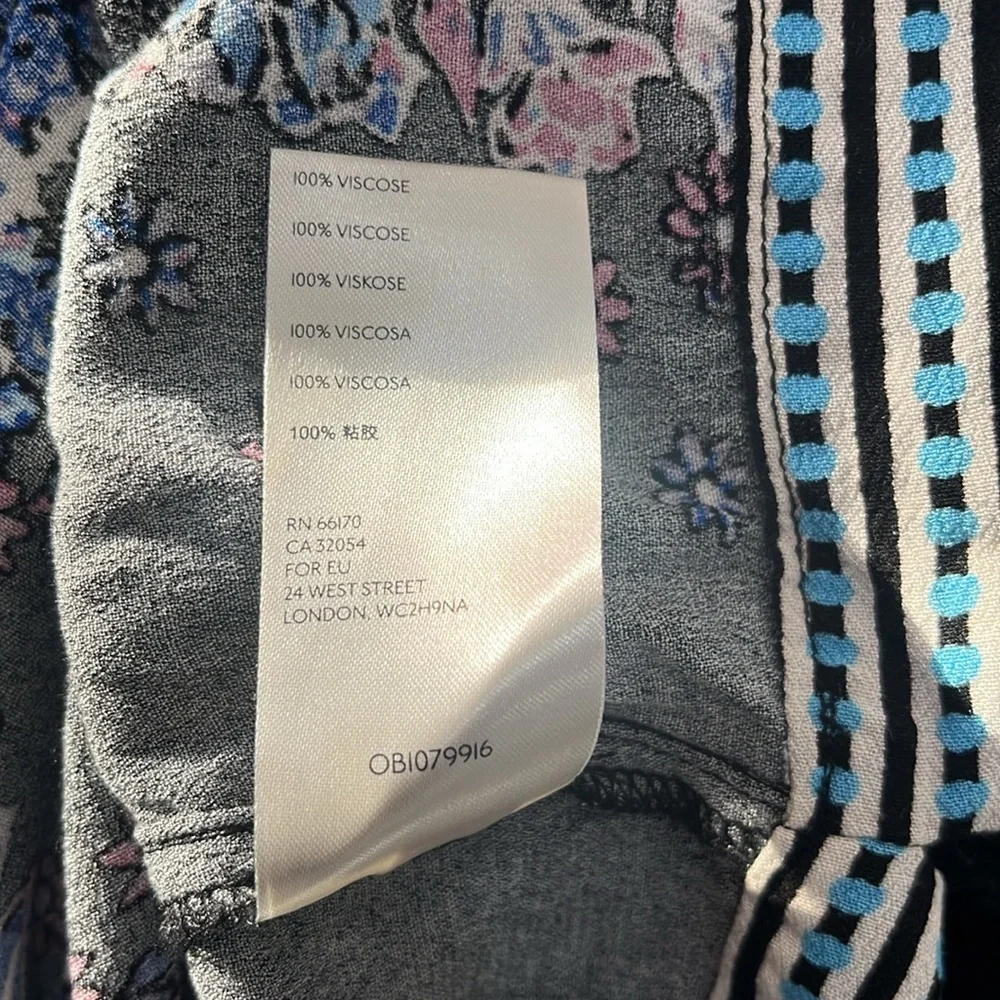 100% VISCOSE
100% VISCOSE
100% VISKOSE
100% VISCOSA
100% VISCOSA
100% 粘胶
RN 66170
CA 32054
FOR EU
24 WEST STREET
LONDON, WC2H9NA
OB1079916